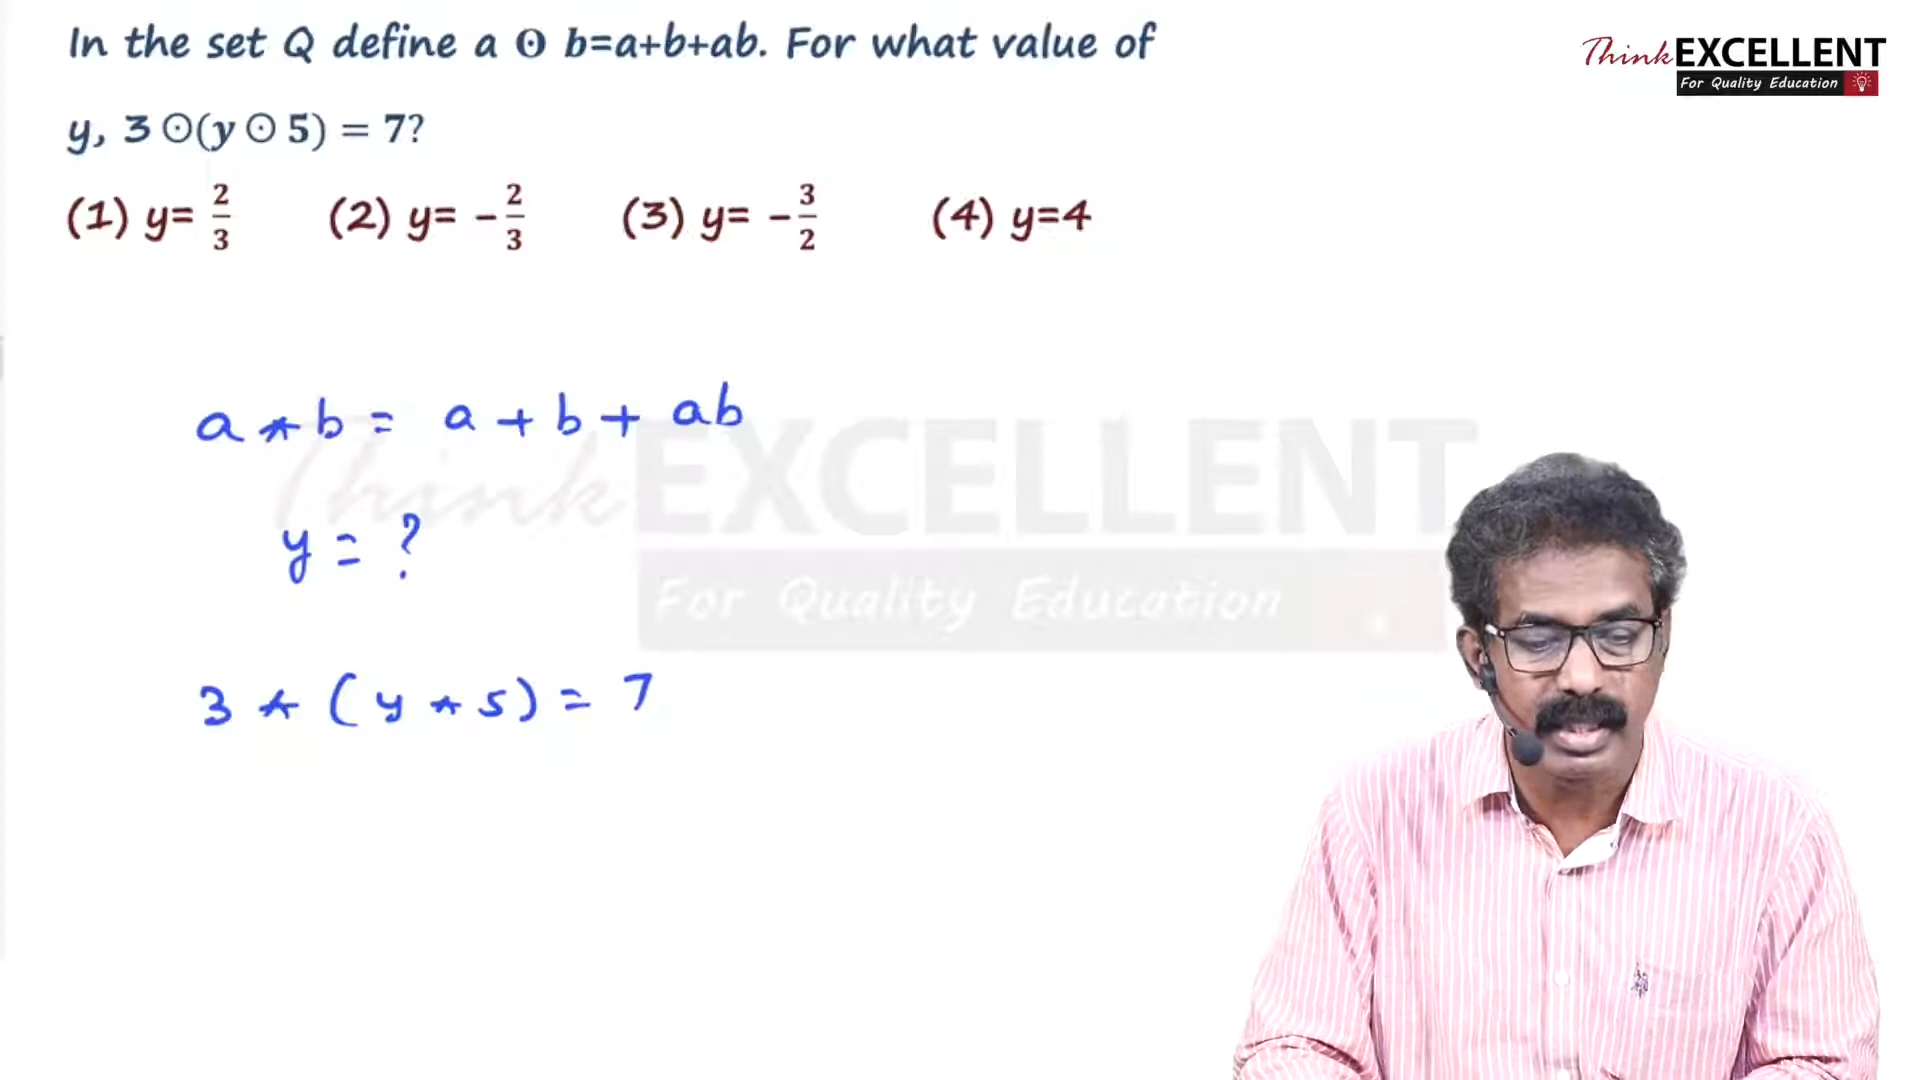 In the set Q define a ⊙ b=a+b+ab. For what value of
y, 3 ⊙(y ⊙ 5) = 7?
(1) y= 2/3 (2) y= -2/3 (3) y= -3/2 (4) y=4
Think EXCELLENT
For Quality Education
a * b = a + b + ab
y = ?
3 * (y * 5) = 7
Think EXCELLENT
For Quality Education